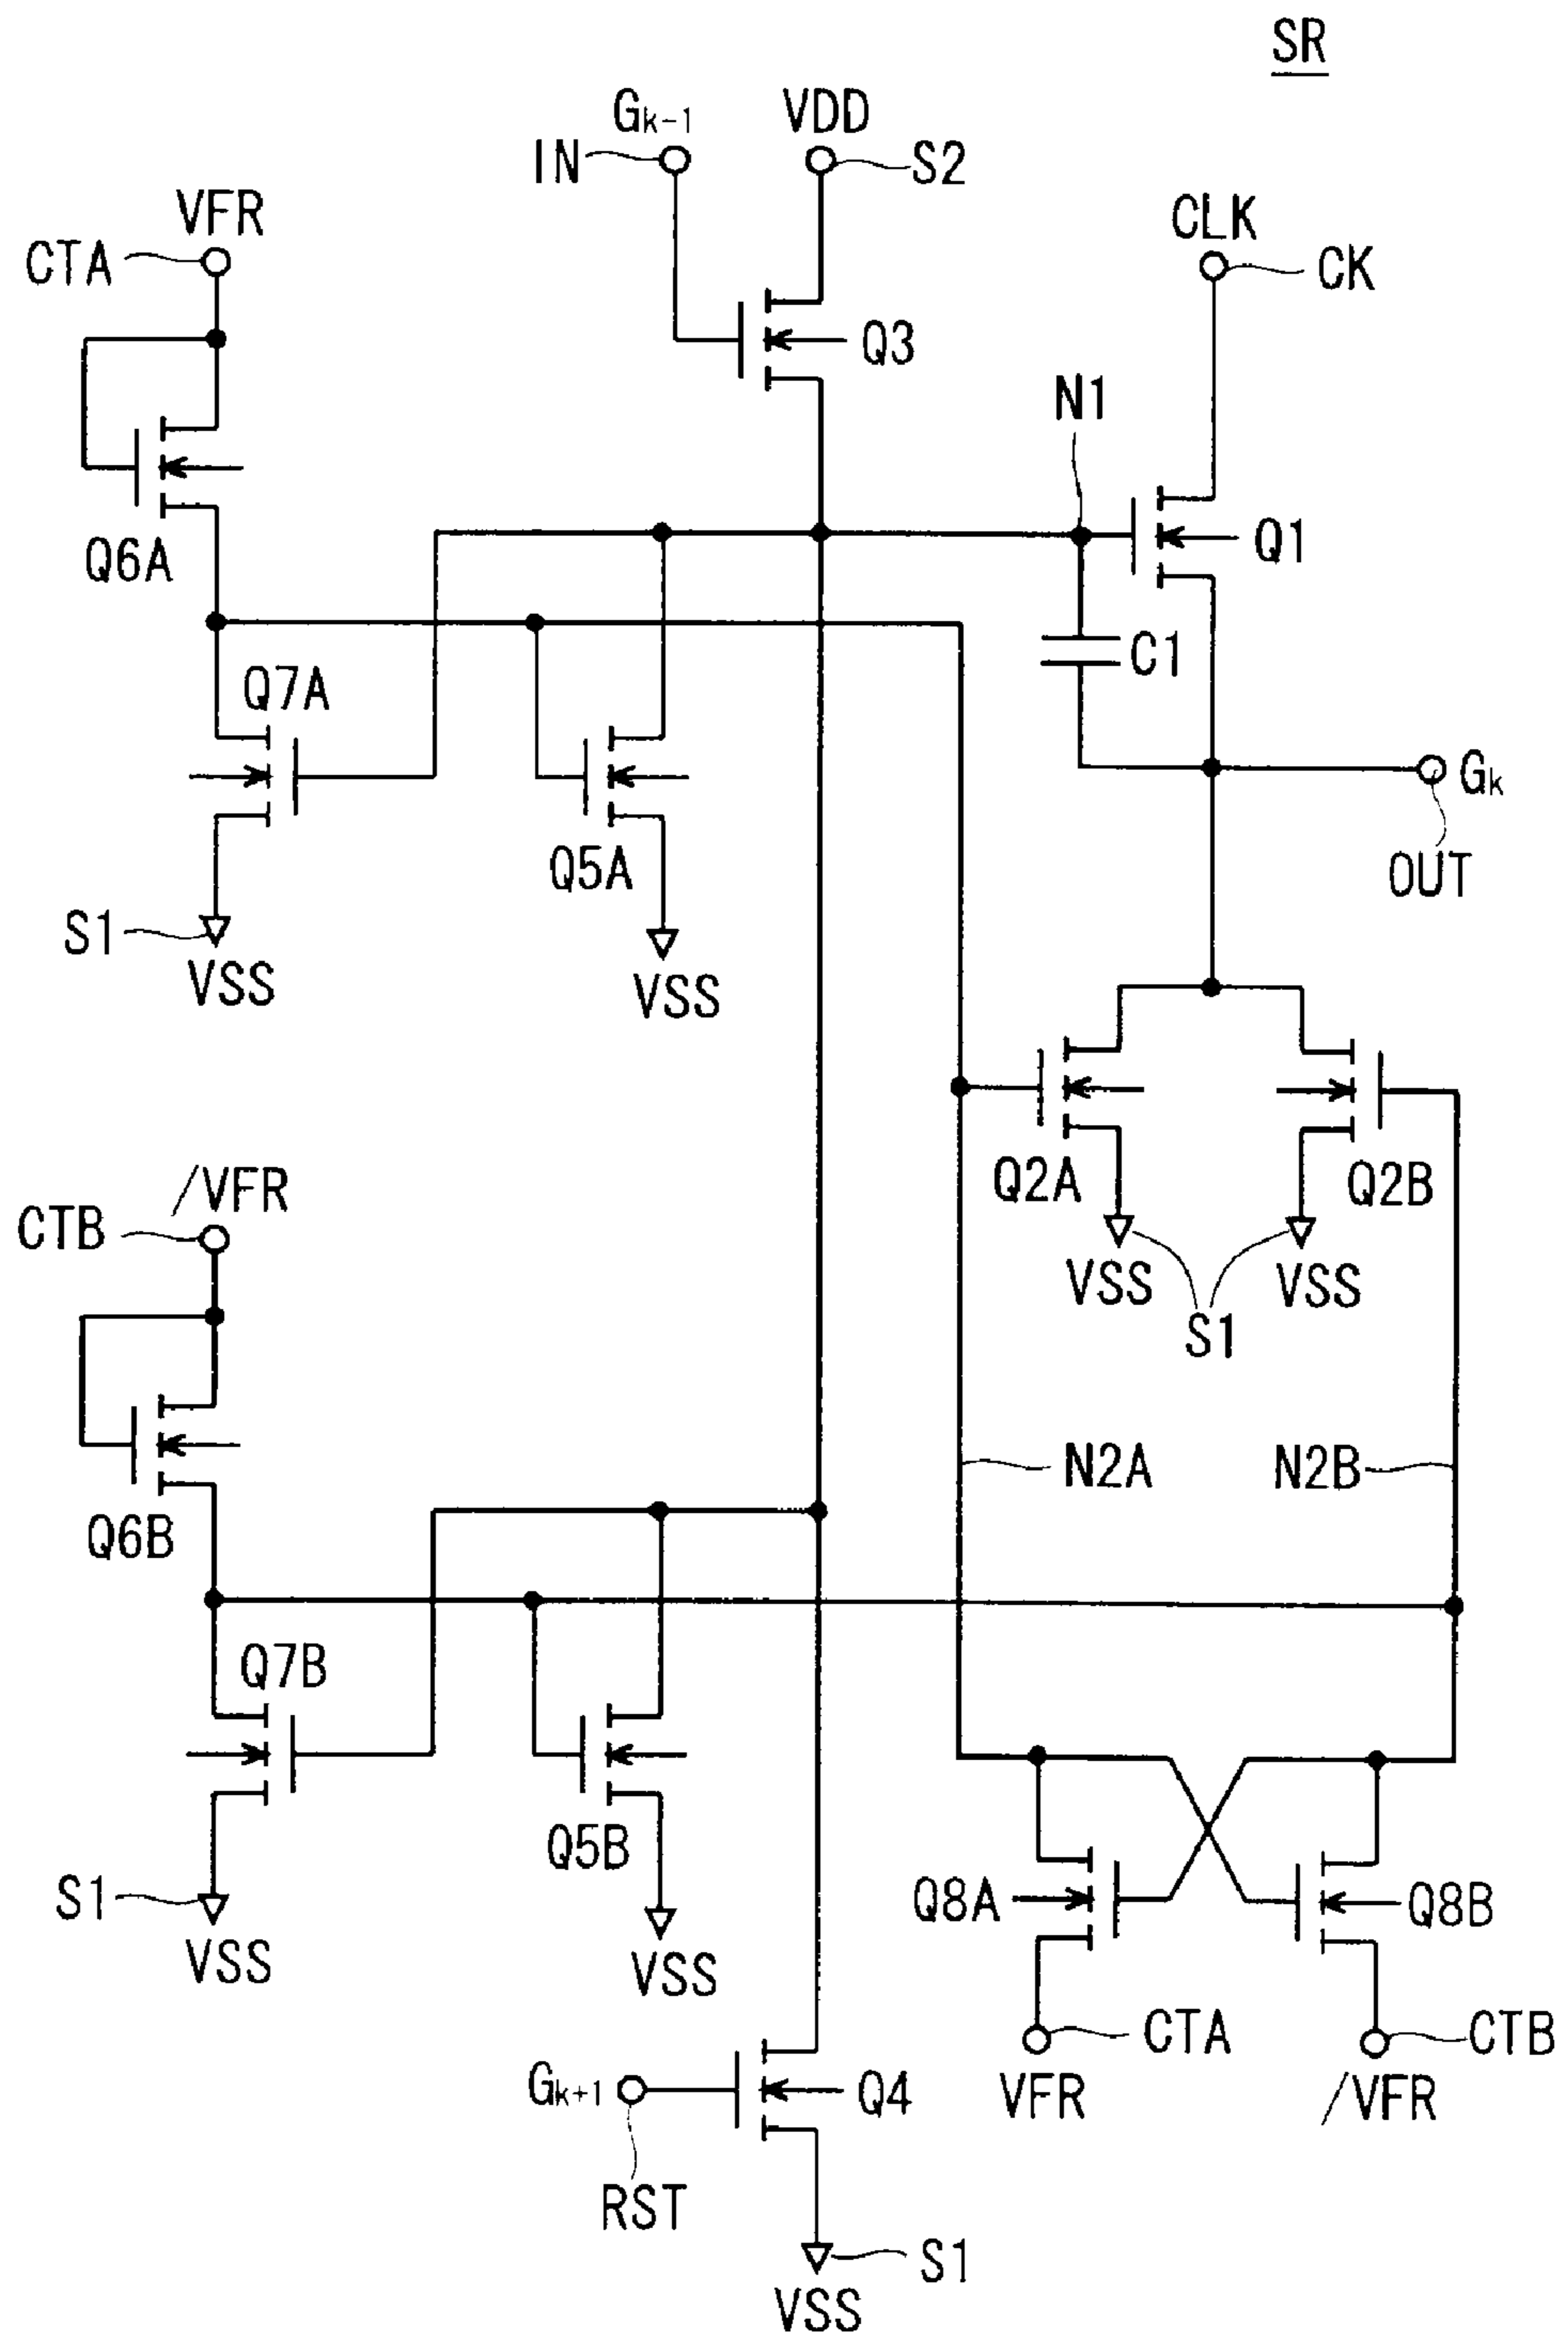 SR
Gk-1
VDD
IN
S2
VFR
CLK
CTA
CK
Q3
N1
Q6A
Q1
C1
Q7A
Gk
Q5A
OUT
S1
VSS
VSS
Q2A
Q2B
/VFR
CTB
VSS
VSS
S1
N2A
N2B
Q6B
Q7B
Q5B
S1
Q8A
Q8B
VSS
VSS
CTA
CTB
Gk+1
Q4
VFR
/VFR
RST
S1
VSS